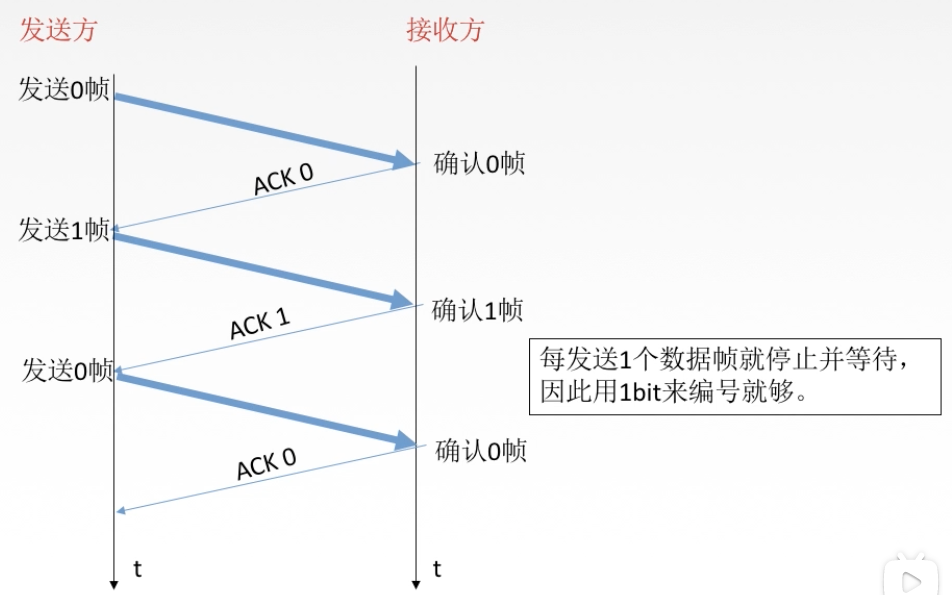 发送方
接收方
发送0帧
确认0帧
ACK 0
发送1帧
确认1帧
ACK 1
每发送1个数据帧就停止并等待，
因此用1bit来编号就够。
发送0帧
确认0帧
ACK 0
t
t